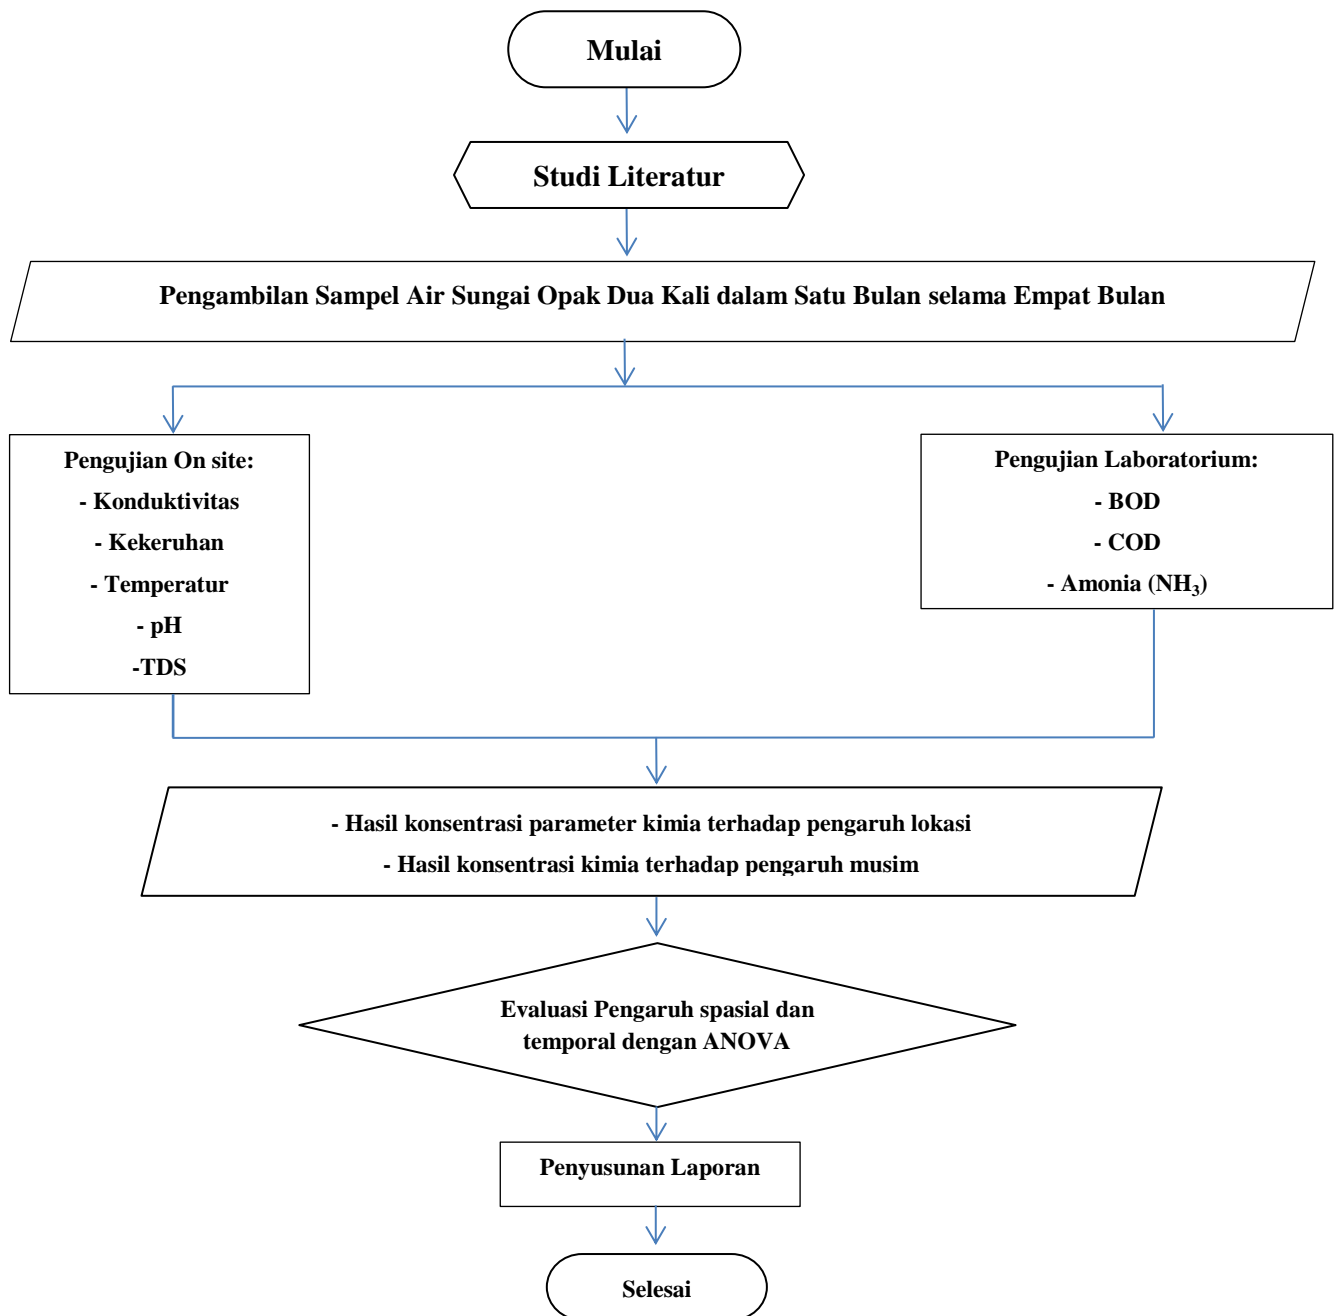 Mulai
Studi Literatur
Pengambilan Sampel Air Sungai Opak Dua Kali dalam Satu Bulan selama Empat Bulan
Pengujian On site:
- Konduktivitas
- Kekeruhan
- Temperatur
- pH
-TDS
Pengujian Laboratorium:
- BOD
- COD
- Amonia (NH₃)
- Hasil konsentrasi parameter kimia terhadap pengaruh lokasi
- Hasil konsentrasi kimia terhadap pengaruh musim
Evaluasi Pengaruh spasial dan
temporal dengan ANOVA
Penyusunan Laporan
Selesai